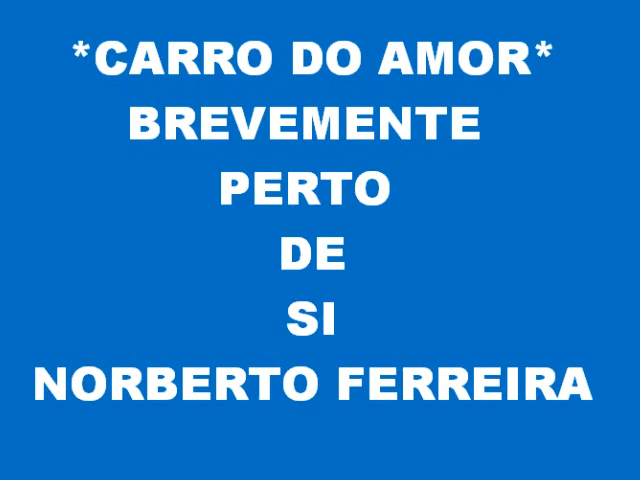 *CARRO DO AMOR*
BREVEMENTE
PERTO
DE
SI
NORBERTO FERREIRA